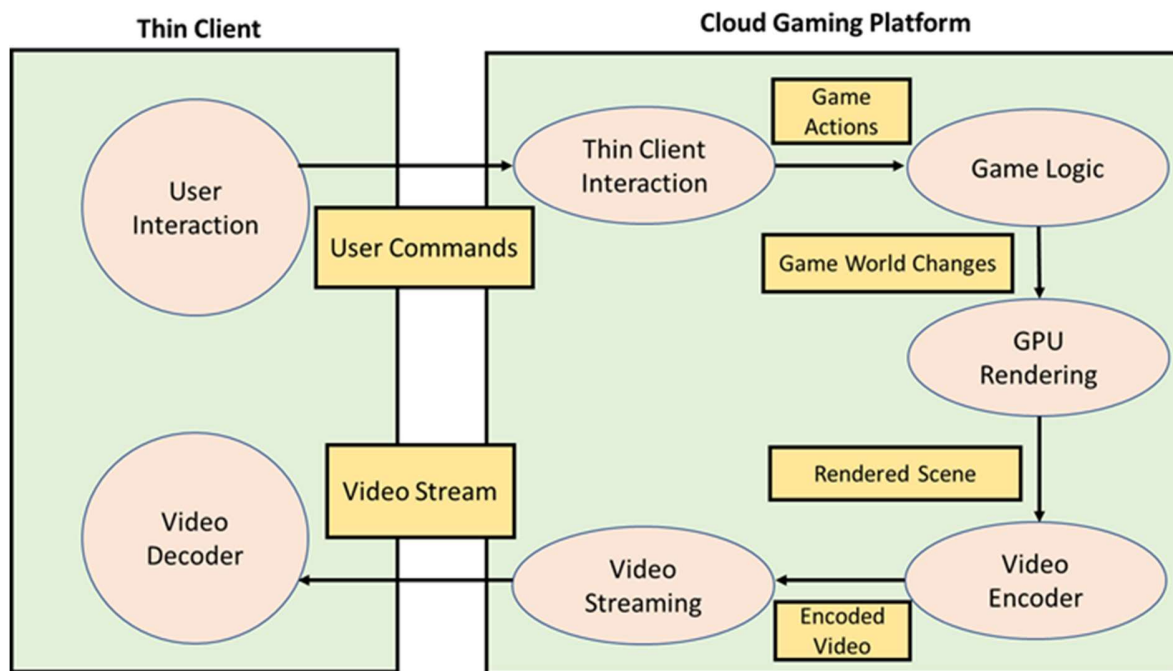 Thin Client
Cloud Gaming Platform
User
Interaction
User Commands
Thin Client
Interaction
Game
Actions
Game Logic
Game World Changes
GPU
Rendering
Rendered Scene
Video
Encoder
Encoded
Video
Video
Streaming
Video Stream
Video
Decoder